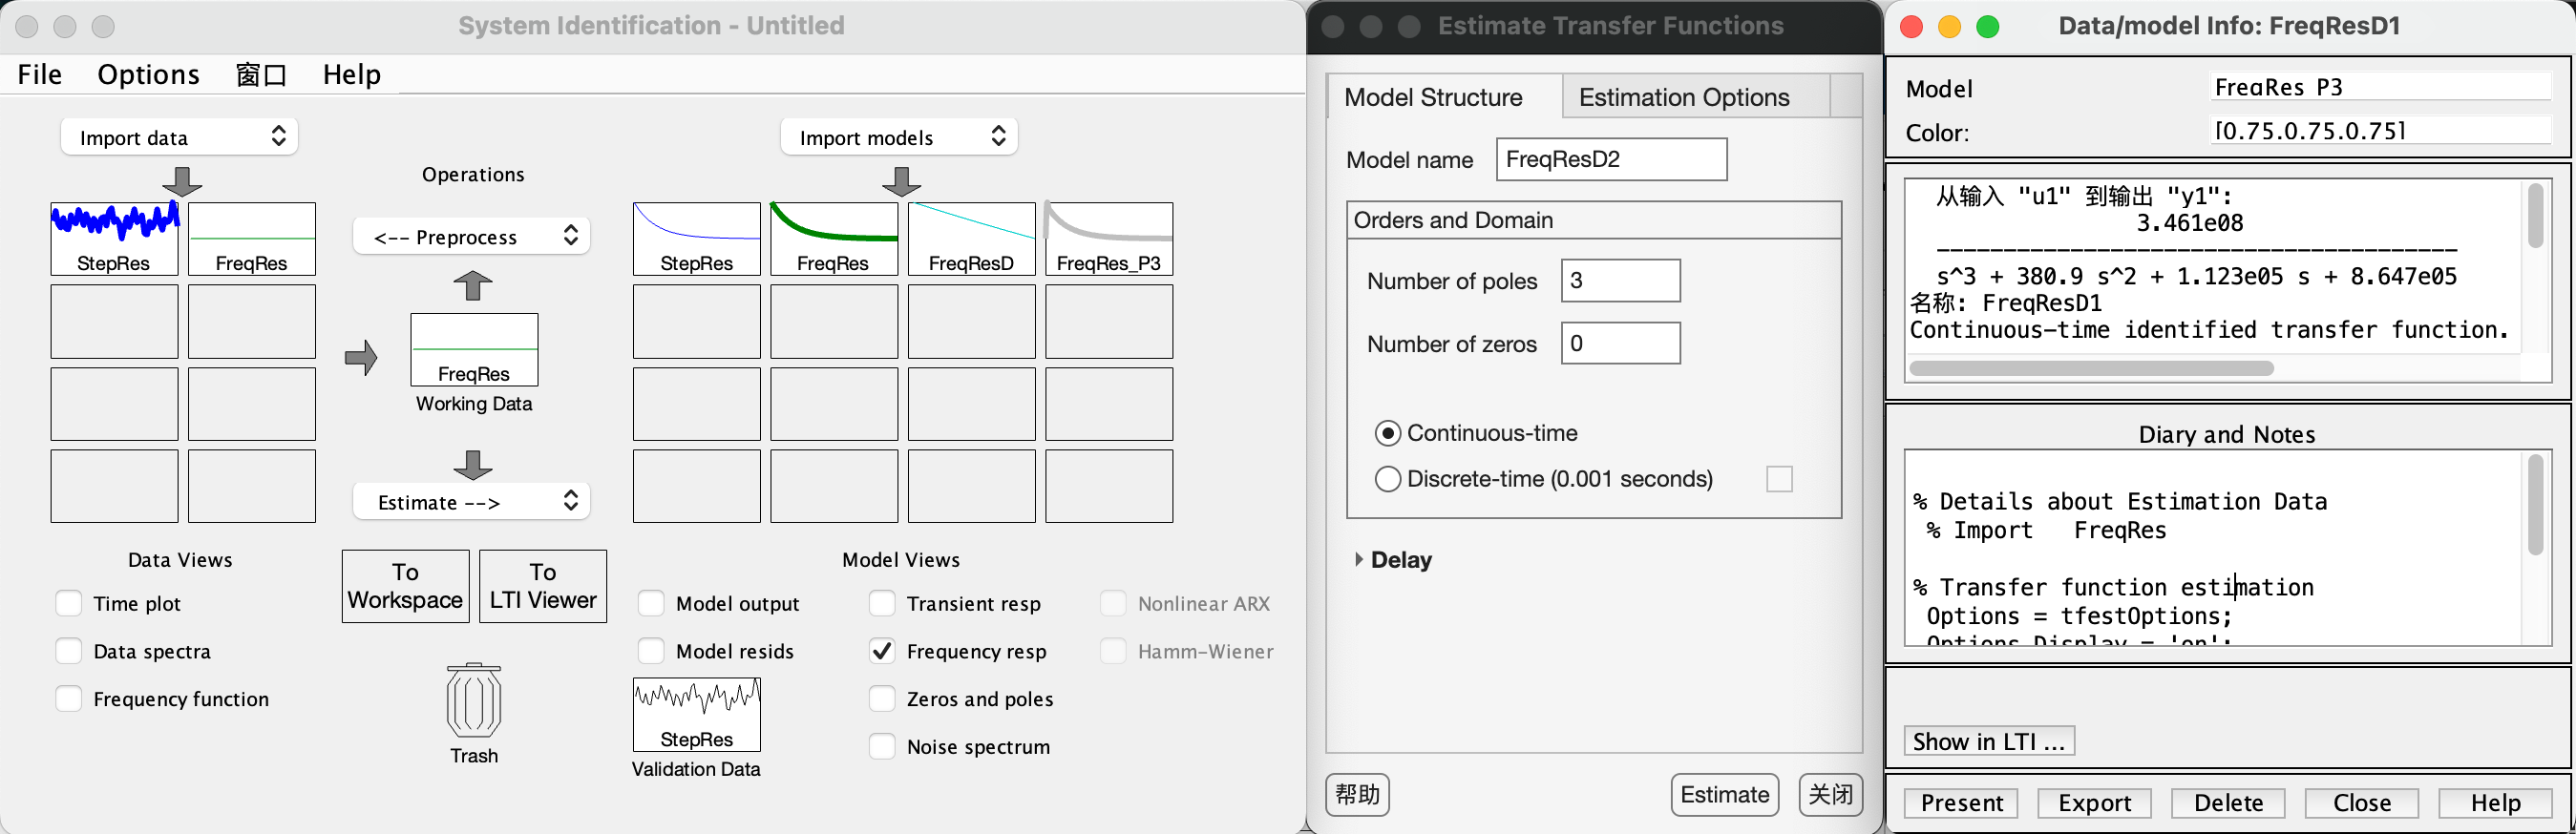 System Identification - Untitled
File Options 窗口 Help
Import data
Import models
Operations
StepRes
FreqRes
<-- Preprocess
StepRes
FreqRes
FreqResD
FreqRes_P3
FreqRes
Working Data
Estimate -->
Data Views
To Workspace
To LTI Viewer
Model Views
Time plot
Data spectra
Frequency function
Trash
Model output
Model resids
StepRes
Validation Data
Transient resp
Frequency resp
Zeros and poles
Noise spectrum
Nonlinear ARX
Hamm-Wiener
Estimate Transfer Functions
Model Structure
Estimation Options
Model name FreqResD2
Orders and Domain
Number of poles 3
Number of zeros 0
Continuous-time
Discrete-time (0.001 seconds)
Delay
帮助
Estimate
关闭
Data/model Info: FreqResD1
Model FreqRes_P3
Color: [0.75,0.75,0.75]
从输入 "u1" 到输出 "y1":
3.461e08
---------------------------------------
s^3 + 380.9 s^2 + 1.123e05 s + 8.647e05
名称: FreqResD1
Continuous-time identified transfer function.
Diary and Notes
% Details about Estimation Data
% Import FreqRes
% Transfer function estimation
Options = tfestOptions;
Options.Display = 'on';
Show in LTI ...
Present
Export
Delete
Close
Help